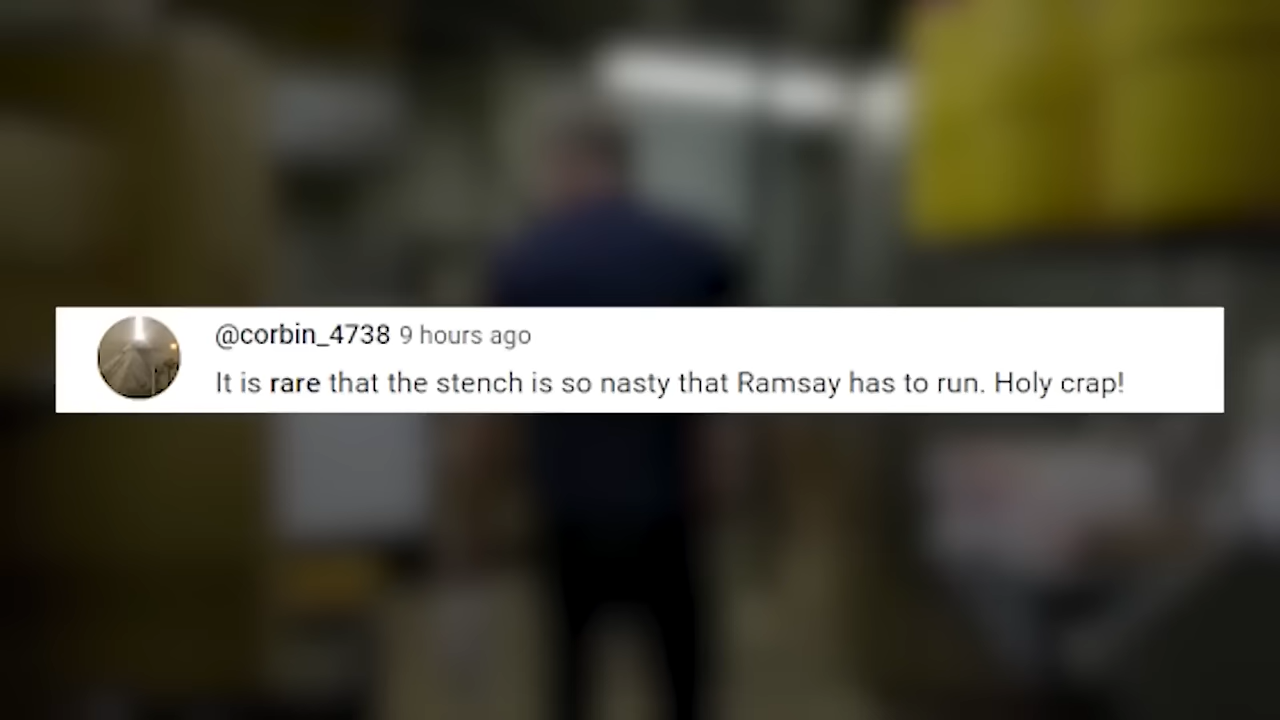 @corbin_4738 9 hours ago
It is rare that the stench is so nasty that Ramsay has to run. Holy crap!